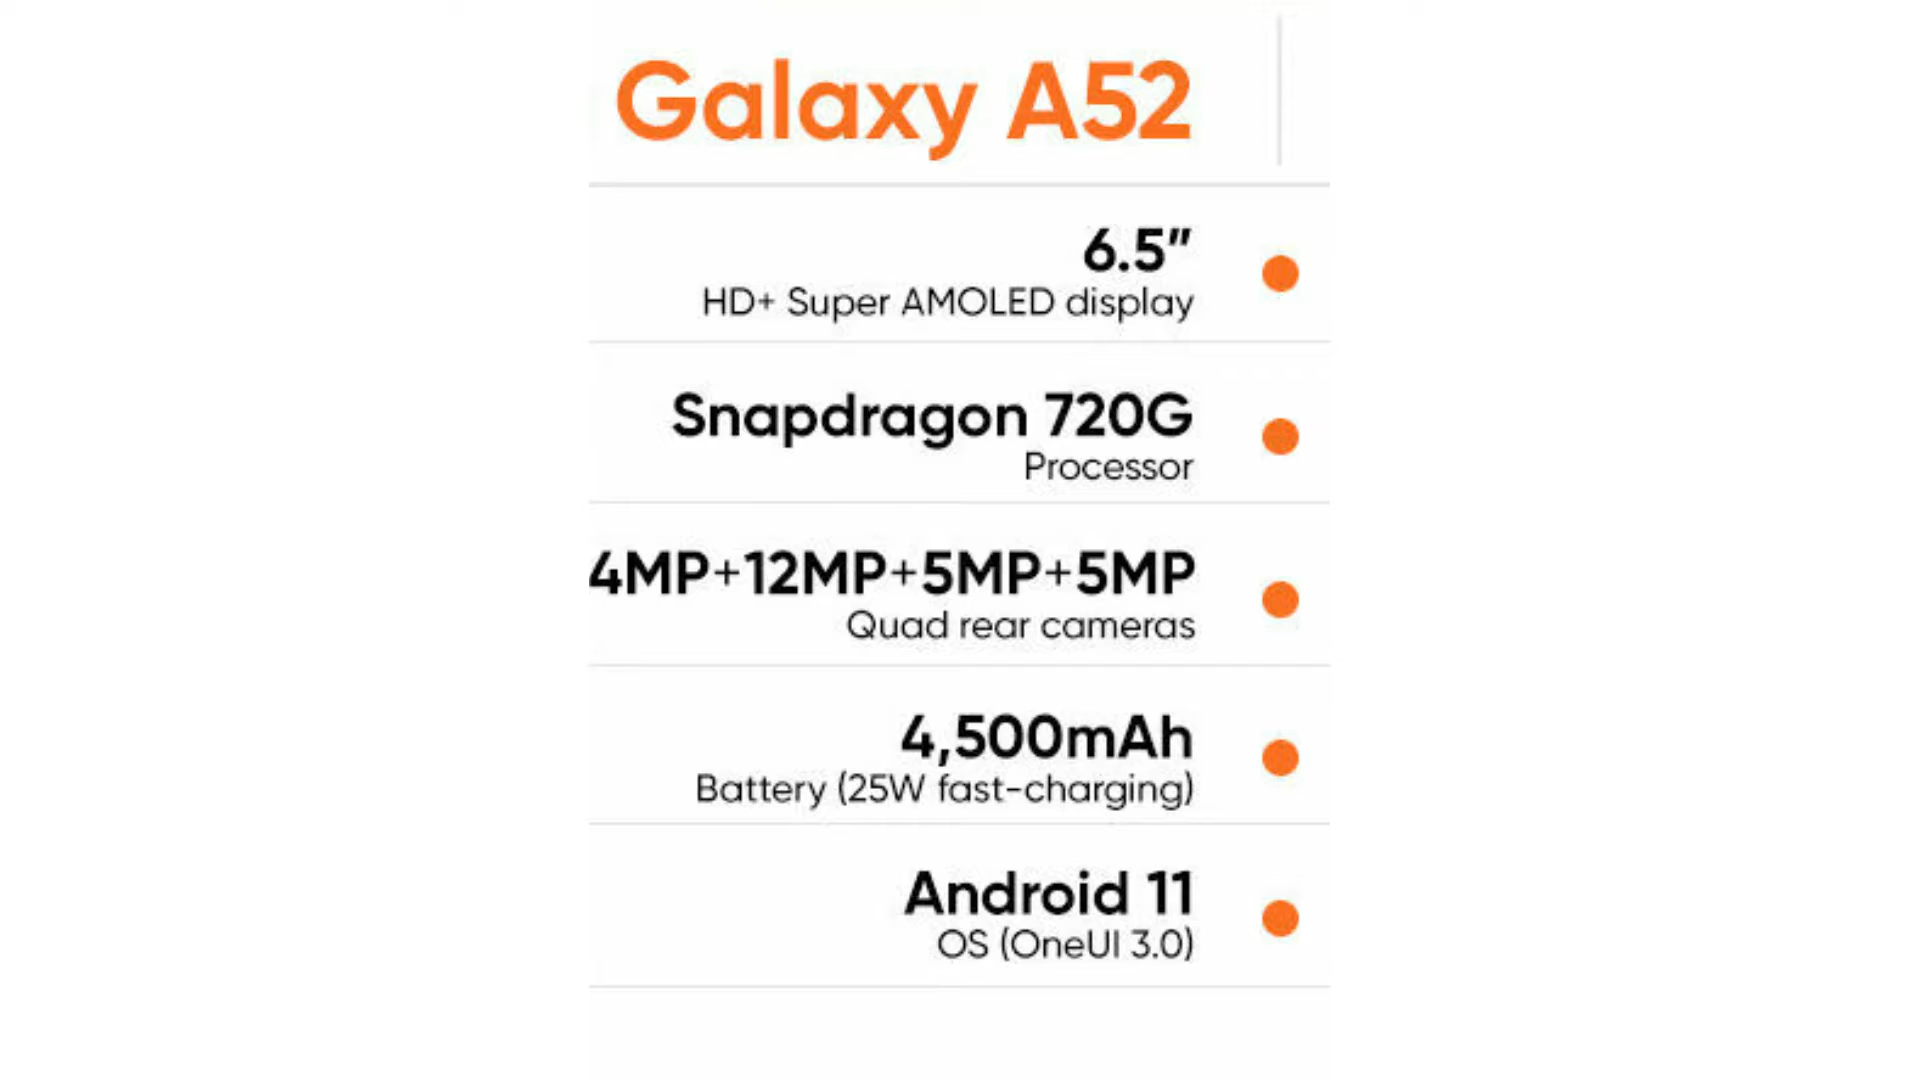 Galaxy A52
6.5"
HD+ Super AMOLED display
Snapdragon 720G
Processor
4MP+12MP+5MP+5MP
Quad rear cameras
4,500mAh
Battery (25W fast-charging)
Android 11
OS (OneUI 3.0)